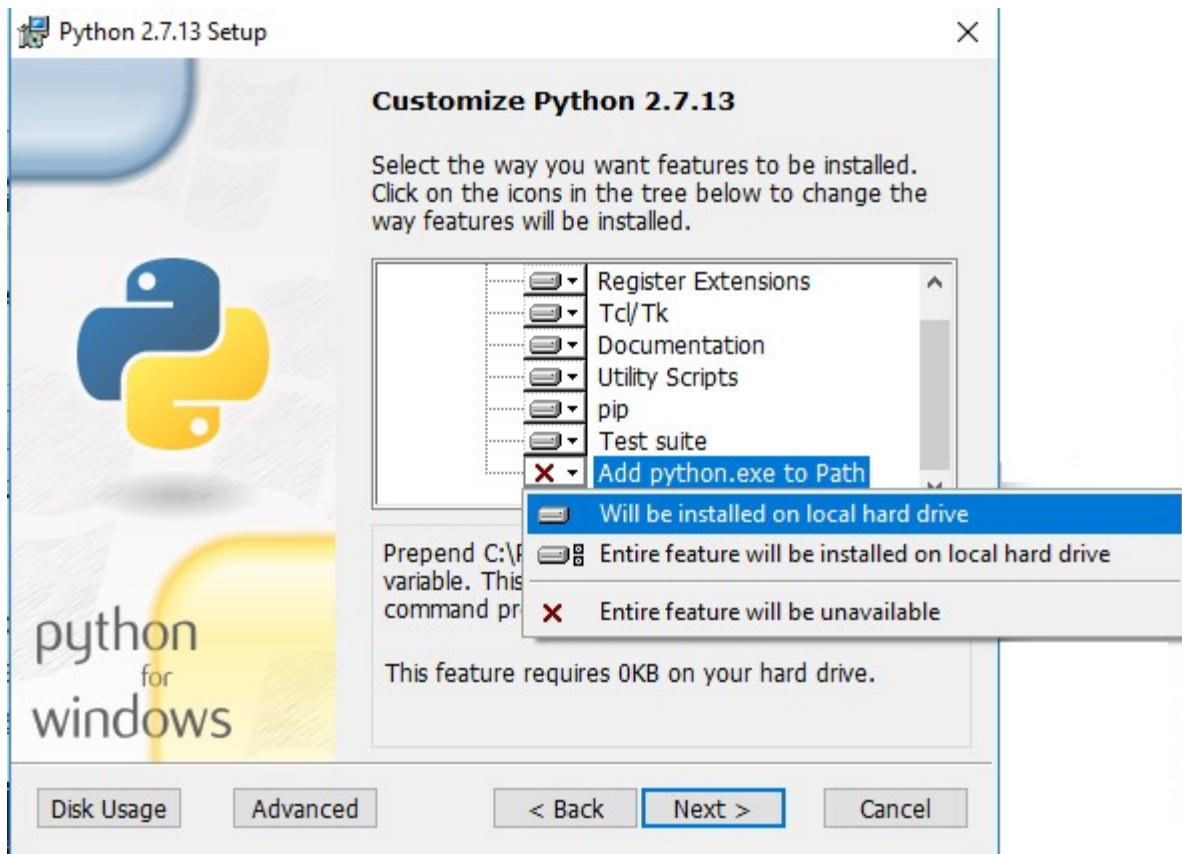 Python 2.7.13 Setup
Customize Python 2.7.13
Select the way you want features to be installed.
Click on the icons in the tree below to change the
way features will be installed.
Register Extensions
Tcl/Tk
Documentation
Utility Scripts
pip
Test suite
Add python.exe to Path
Will be installed on local hard drive
Entire feature will be installed on local hard drive
Entire feature will be unavailable
Prepend C:\
variable. This
command
This feature requires 0KB on your hard drive.
python
for
windows
Disk Usage
Advanced
< Back
Next >
Cancel